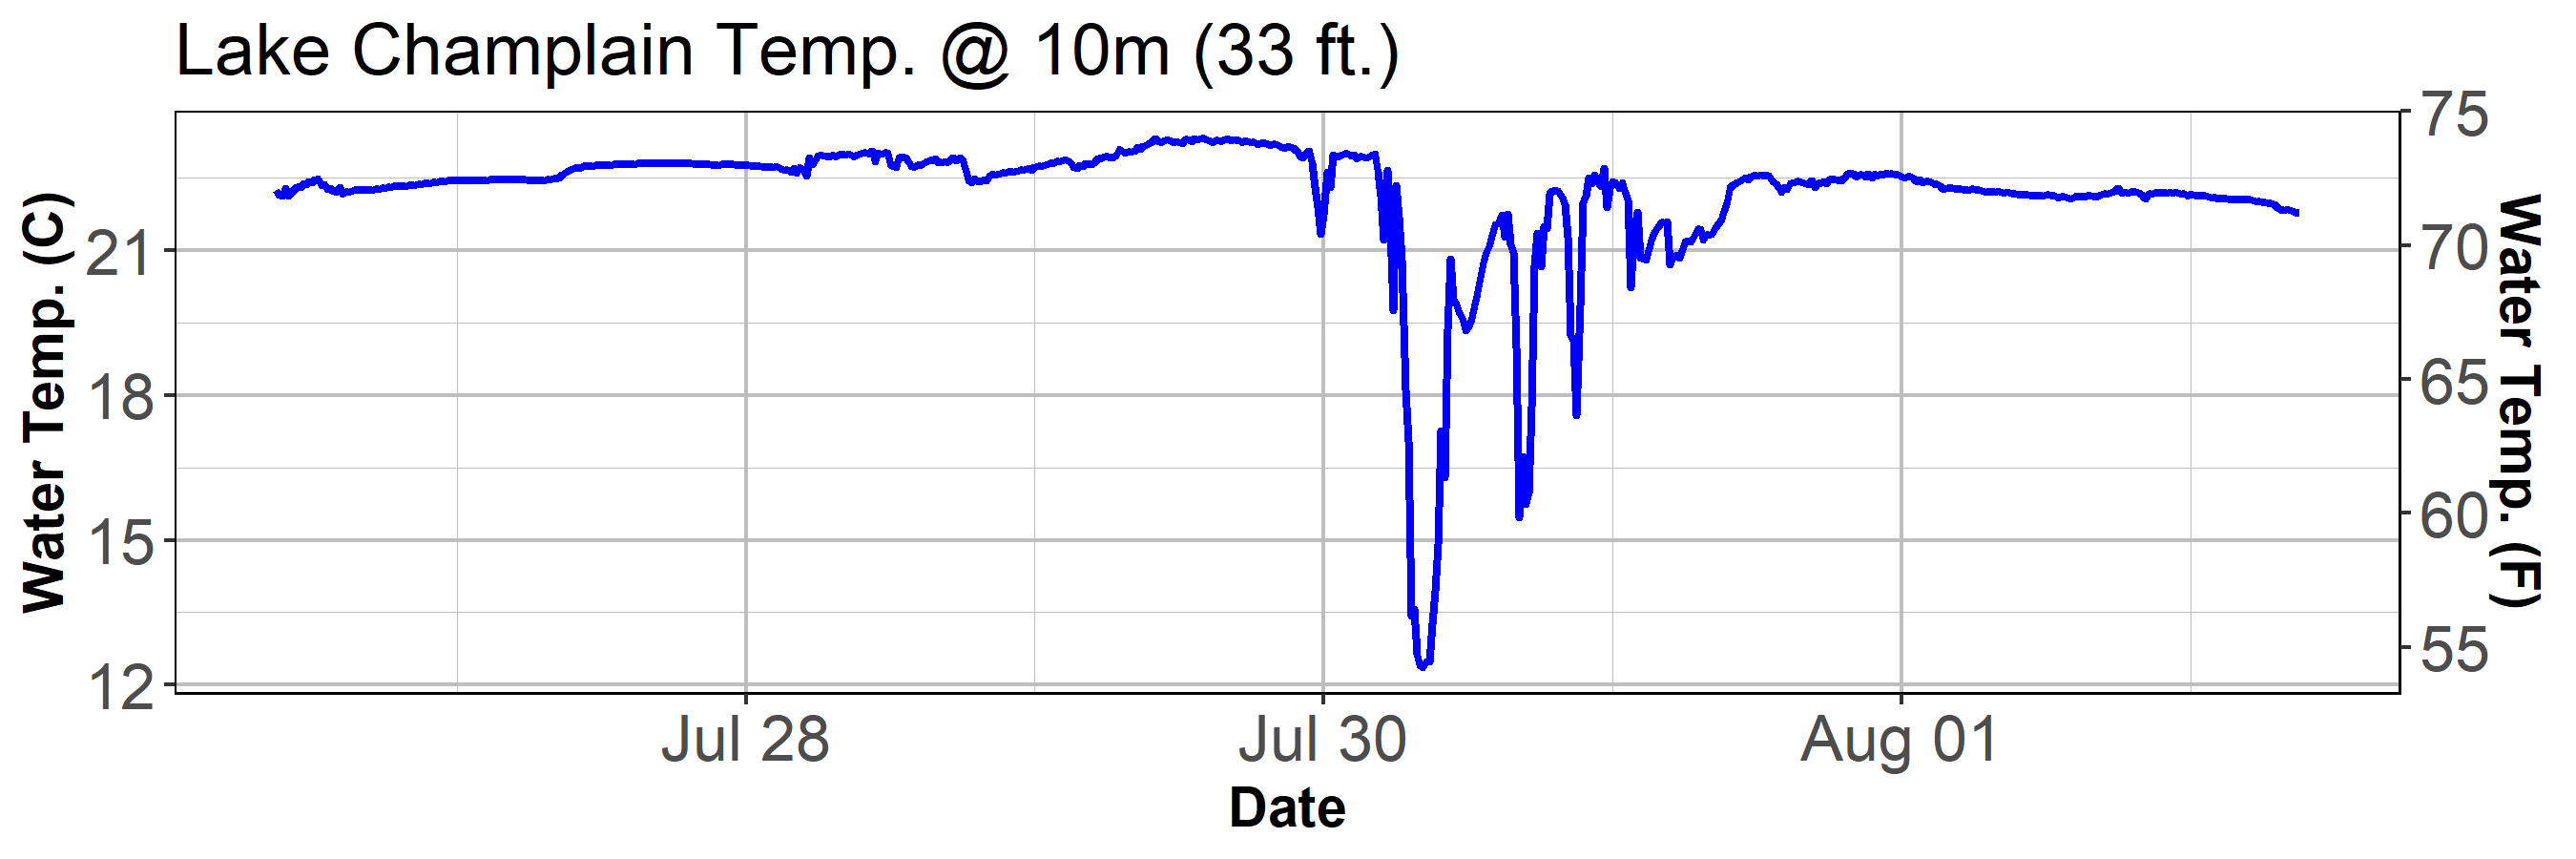 Lake Champlain Temp. @ 10m (33 ft.)
Water Temp. (C)
21
18
15
12
75
70
65
60
55
Water Temp. (F)
Jul 28
Jul 30
Aug 01
Date